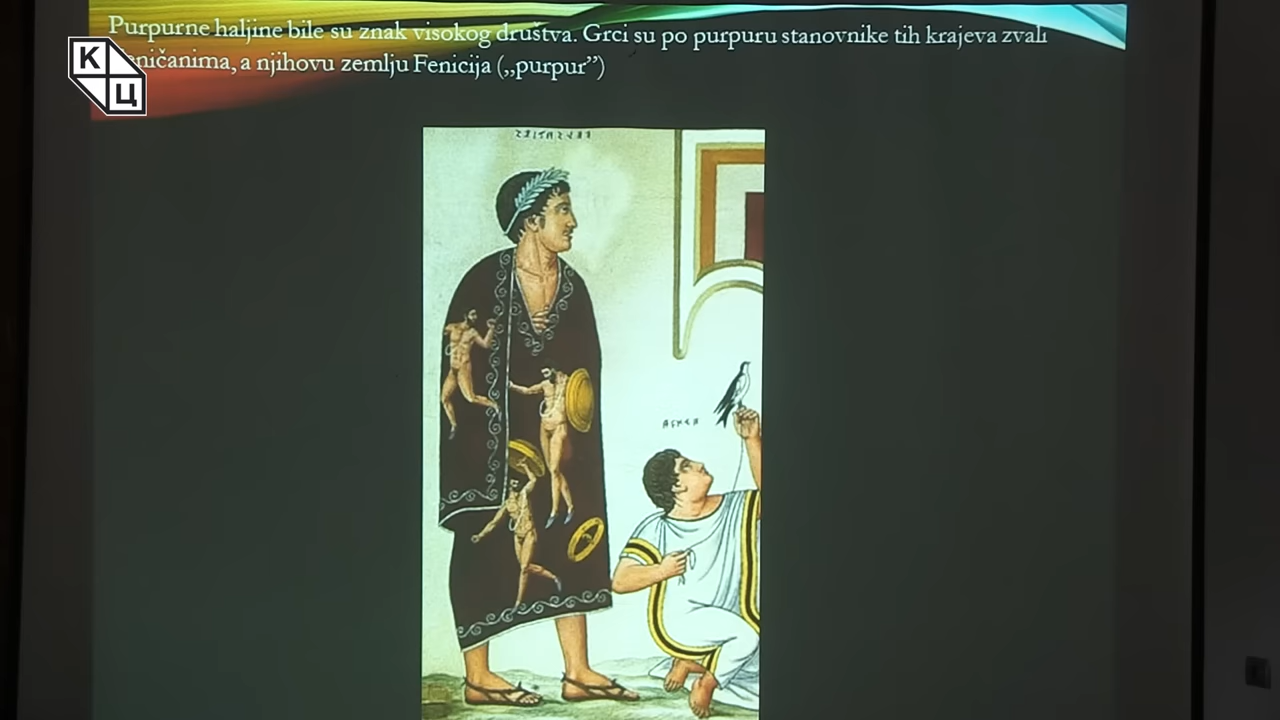 Purpurne haljine bile su znak visokog društva. Grci su po purpuru stanovnike tih krajeva zvali
a njihovu zemlju Fenicija („purpur”)
К
Ц